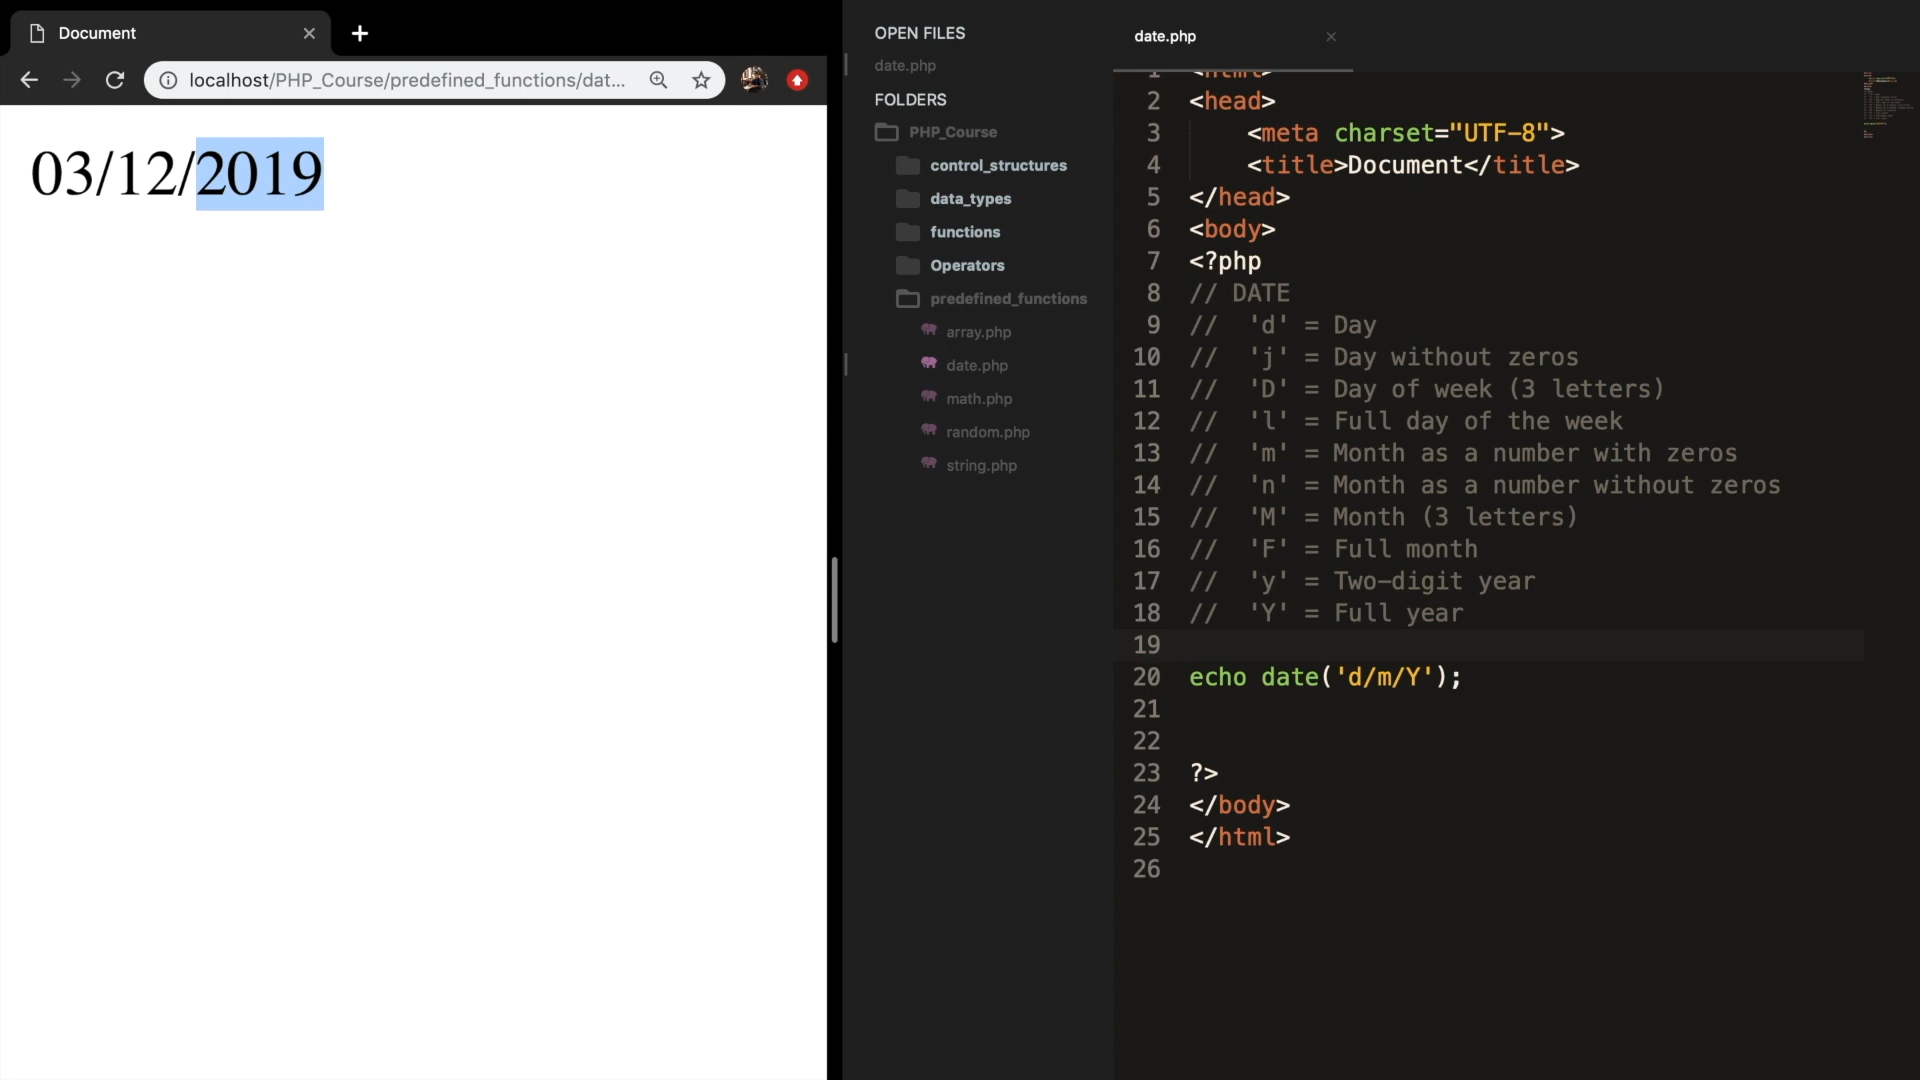 Document
localhost/PHP_Course/predefined_functions/dat...
03/12/2019
OPEN FILES
date.php
FOLDERS
PHP_Course
control_structures
data_types
functions
Operators
predefined_functions
array.php
date.php
math.php
random.php
string.php
date.php
1 <html>
2 <head>
3 <meta charset="UTF-8">
4 <title>Document</title>
5 </head>
6 <body>
7 <?php
8 // DATE
9 // 'd' = Day
10 // 'j' = Day without zeros
11 // 'D' = Day of week (3 letters)
12 // 'l' = Full day of the week
13 // 'm' = Month as a number with zeros
14 // 'n' = Month as a number without zeros
15 // 'M' = Month (3 letters)
16 // 'F' = Full month
17 // 'y' = Two-digit year
18 // 'Y' = Full year
19
20 echo date('d/m/Y');
21
22
23 ?>
24 </body>
25 </html>
26